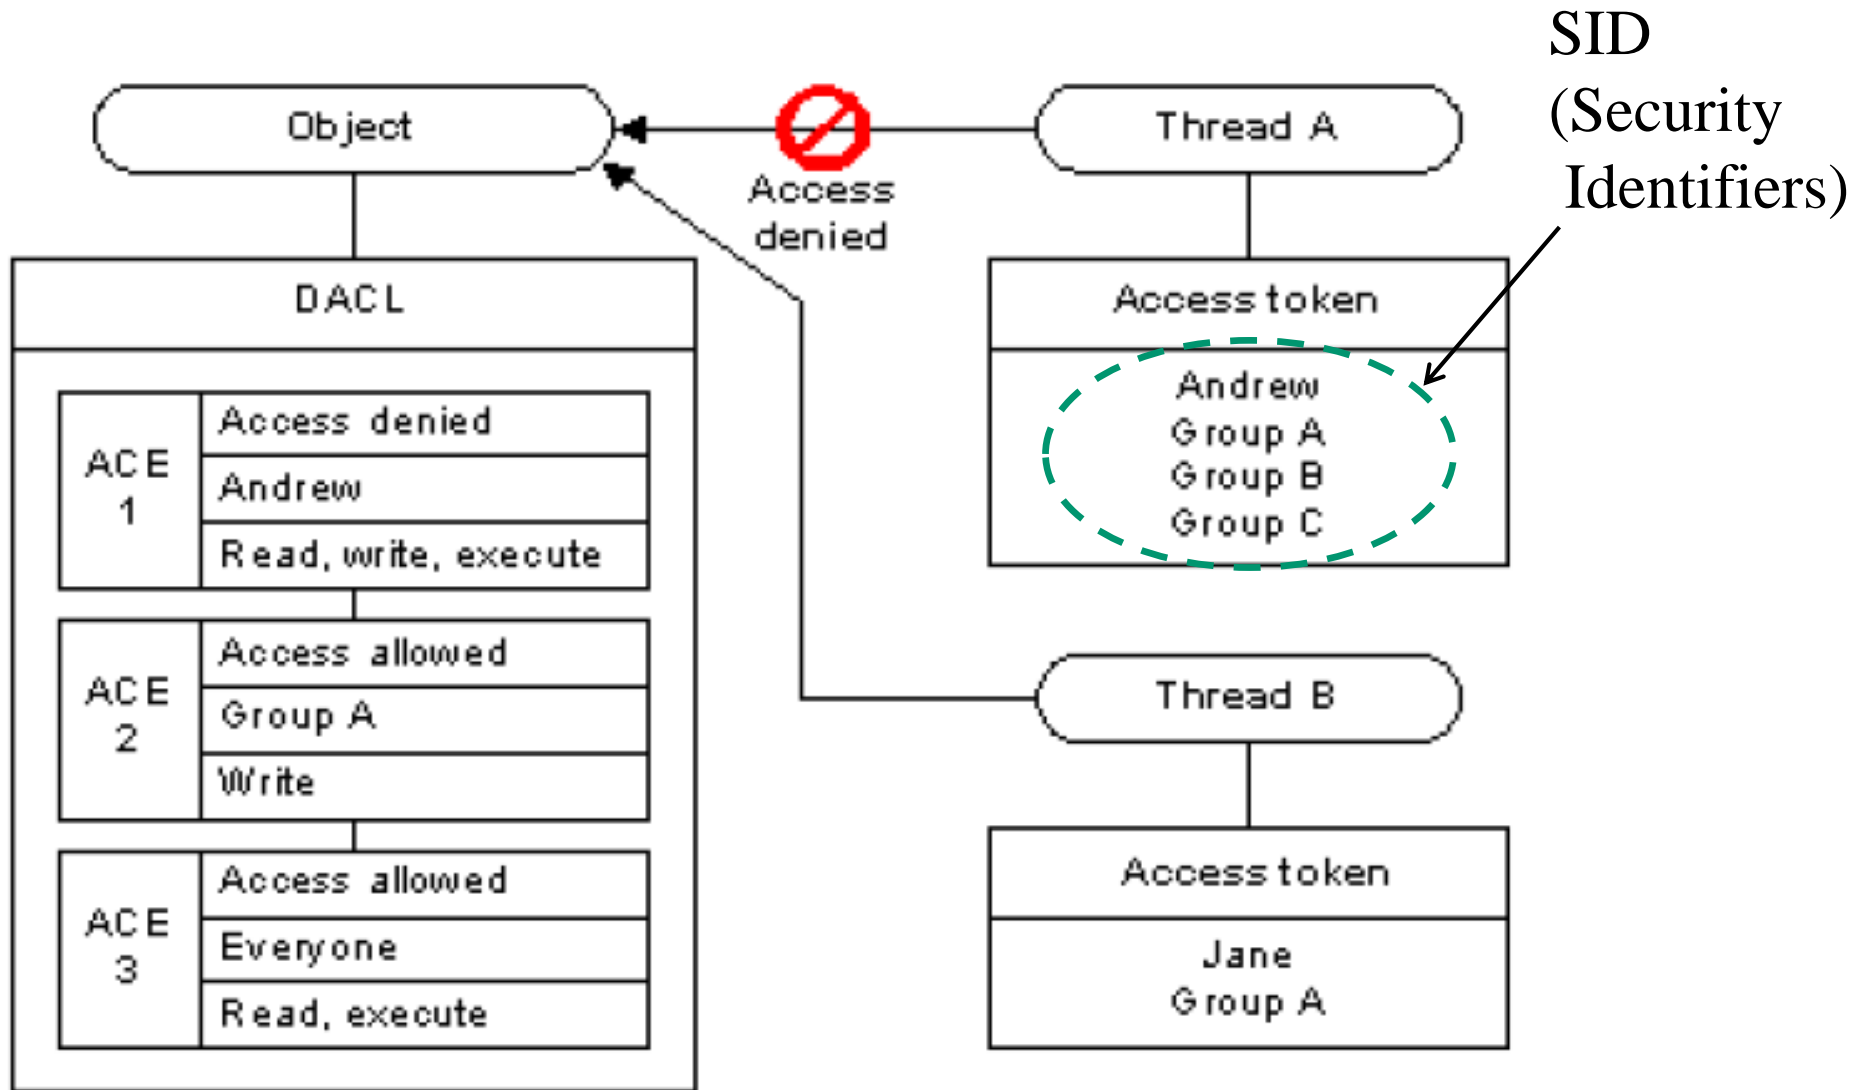 SID
(Security
Identifiers)
Object
Access
denied
Thread A
DACL
ACE
1
Access denied
Andrew
Read, write, execute
ACE
2
Access allowed
Group A
Write
ACE
3
Access allowed
Everyone
Read, execute
Access token
Andrew
Group A
Group B
Group C
Thread B
Access token
Jane
Group A